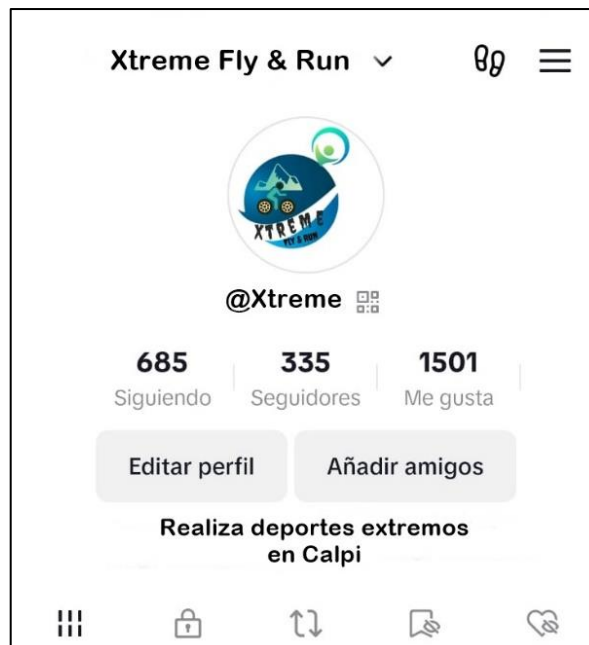 Xtreme Fly & Run
XTREME
FLY & RUN
@Xtreme
685 335 1501
Siguiendo Seguidores Me gusta
Editar perfil Añadir amigos
Realiza deportes extremos
en Calpi